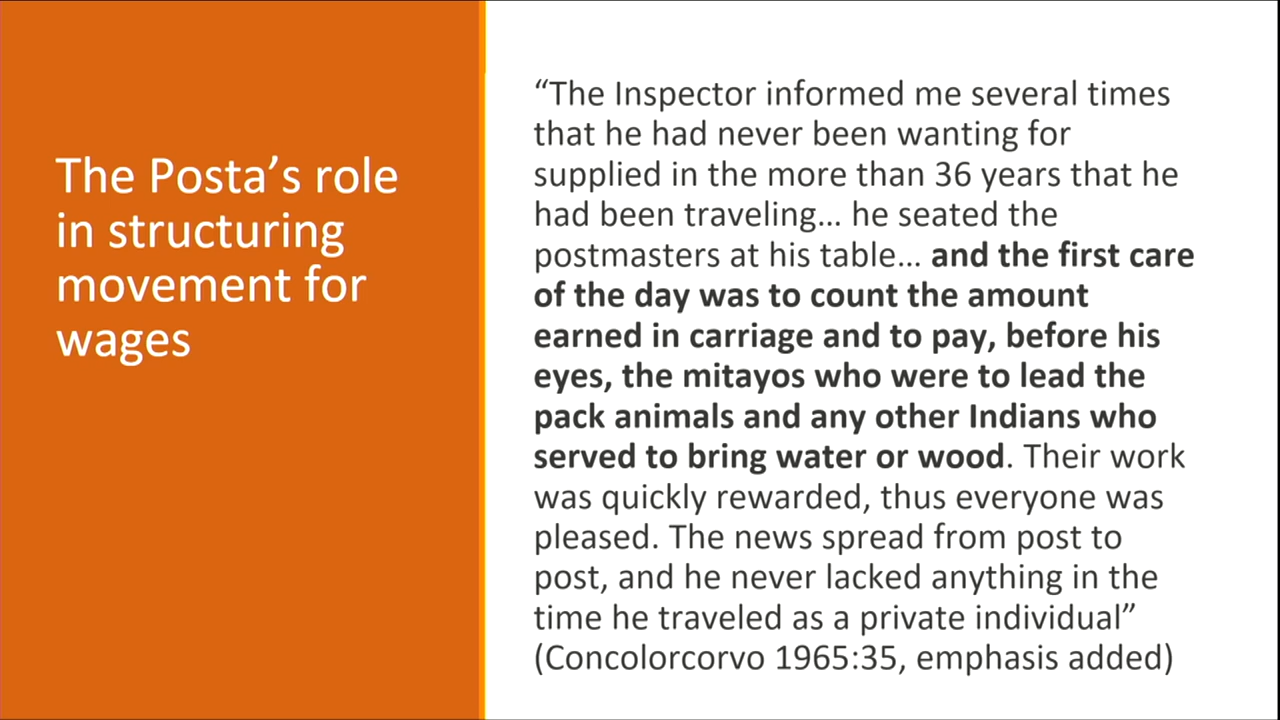 The Posta’s role
in structuring
movement for
wages
“The Inspector informed me several times
that he had never been wanting for
supplied in the more than 36 years that he
had been traveling… he seated the
postmasters at his table… and the first care
of the day was to count the amount
earned in carriage and to pay, before his
eyes, the mitayos who were to lead the
pack animals and any other Indians who
served to bring water or wood. Their work
was quickly rewarded, thus everyone was
pleased. The news spread from post to
post, and he never lacked anything in the
time he traveled as a private individual”
(Concolorcorvo 1965:35, emphasis added)